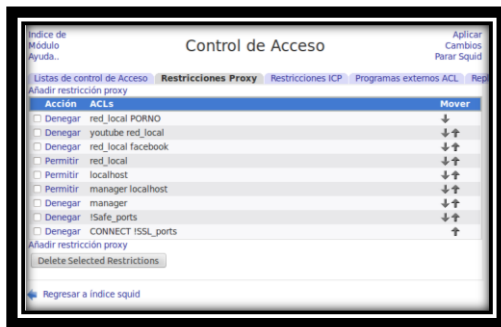 Indice de
Módulo
Ayuda..
Control de Acceso
Aplicar
Cambios
Parar Squid
Listas de control de Acceso Restricciones Proxy Restricciones ICP Programas externos ACL Repl
Añadir restricción proxy
Acción ACLs Mover
Denegar red_local PORNO
Denegar youtube red_local
Denegar red_local facebook
Permitir red_local
Permitir localhost
Permitir manager localhost
Denegar manager
Denegar !Safe_ports
Denegar CONNECT !SSL_ports
Añadir restricción proxy
Delete Selected Restrictions
Regresar a índice squid